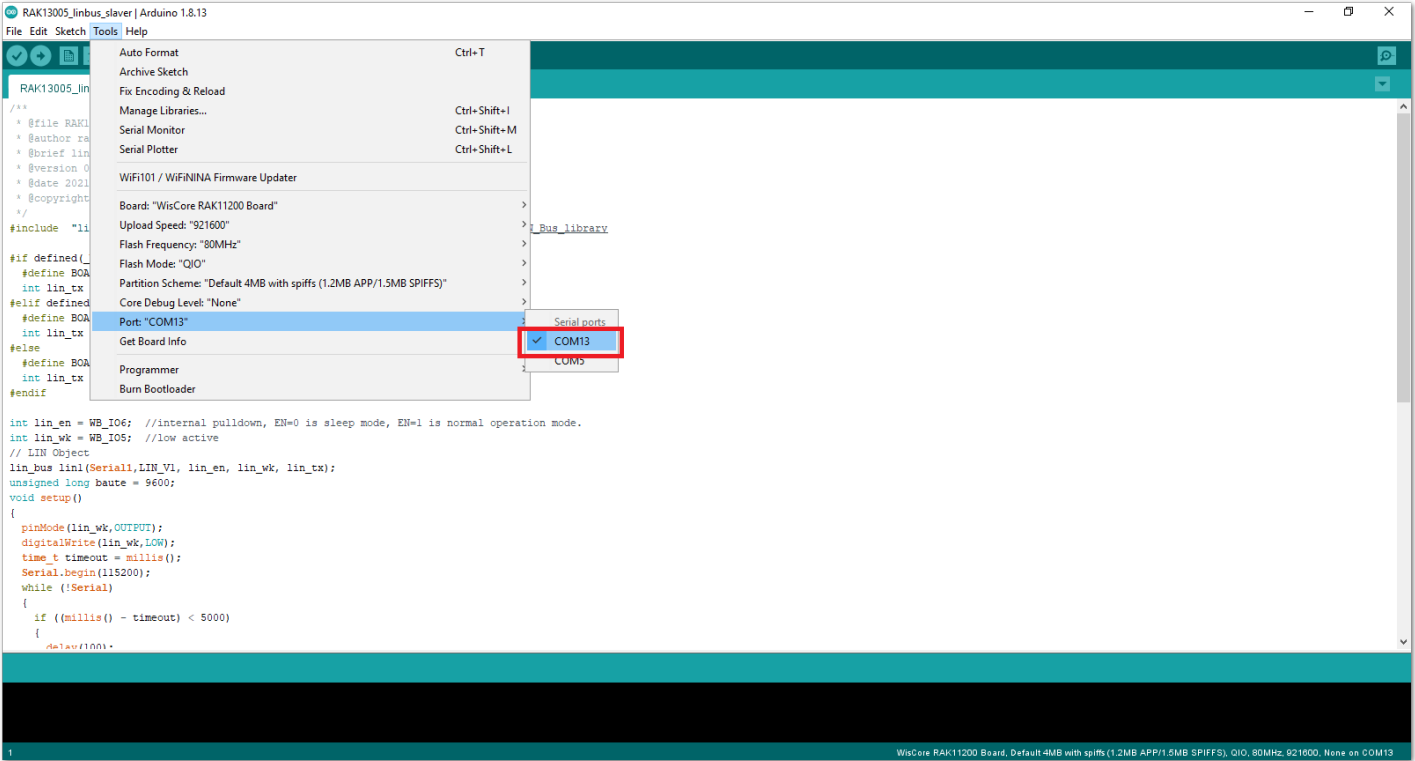 RAK13005_linbus_slaver | Arduino 1.8.13
File Edit Sketch Tools Help
RAK13005_lin
Auto Format Ctrl+T
Archive Sketch
Fix Encoding & Reload
Manage Libraries... Ctrl+Shift+I
Serial Monitor Ctrl+Shift+M
Serial Plotter Ctrl+Shift+L
WiFi101 / WiFiNINA Firmware Updater
Board: "WisCore RAK11200 Board"
Upload Speed: "921600"
Flash Frequency: "80MHz"
Flash Mode: "QIO"
Partition Scheme: "Default 4MB with spiffs (1.2MB APP/1.5MB SPIFFS)"
Core Debug Level: "None"
Port: "COM13"
Get Board Info
Programmer
Burn Bootloader
Serial ports
COM13
COM5
/**
* @file RAK1
* @author ra
* @brief lin
* @version 0
* @date 2021
* @copyright
*/
#include "li _Bus_library
#if defined(_
#define BOA
int lin_tx
#elif defined
#define BOA
int lin_tx
#else
#define BOA
int lin_tx
#endif
int lin_en = WB_IO6; //internal pulldown, EN=0 is sleep mode, EN=1 is normal operation mode.
int lin_wk = WB_IO5; //low active
// LIN Object
lin_bus lin1(Serial1,LIN_V1, lin_en, lin_wk, lin_tx);
unsigned long baute = 9600;
void setup()
{
pinMode(lin_wk,OUTPUT);
digitalWrite(lin_wk,LOW);
time_t timeout = millis();
Serial.begin(115200);
while (!Serial)
{
if ((millis() - timeout) < 5000)
{
delay(100);
1
WisCore RAK11200 Board, Default 4MB with spiffs (1.2MB APP/1.5MB SPIFFS), QIO, 80MHz, 921600, None on COM13